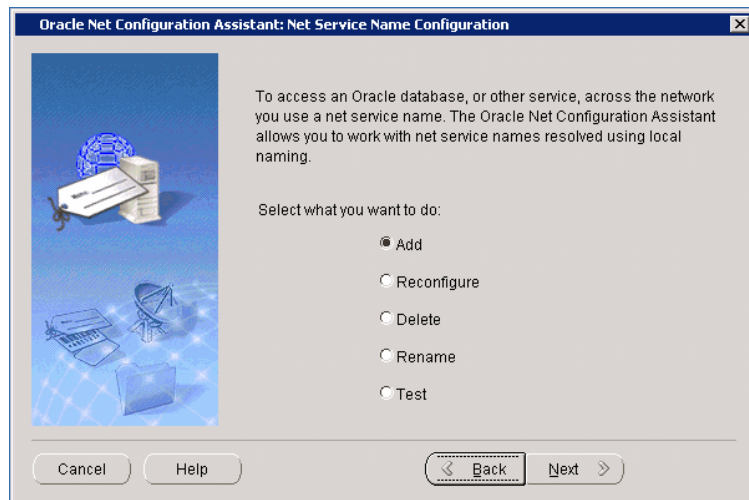 Oracle Net Configuration Assistant: Net Service Name Configuration
To access an Oracle database, or other service, across the network
you use a net service name. The Oracle Net Configuration Assistant
allows you to work with net service names resolved using local
naming.
Select what you want to do:
Add
Reconfigure
Delete
Rename
Test
Cancel
Help
Back
Next